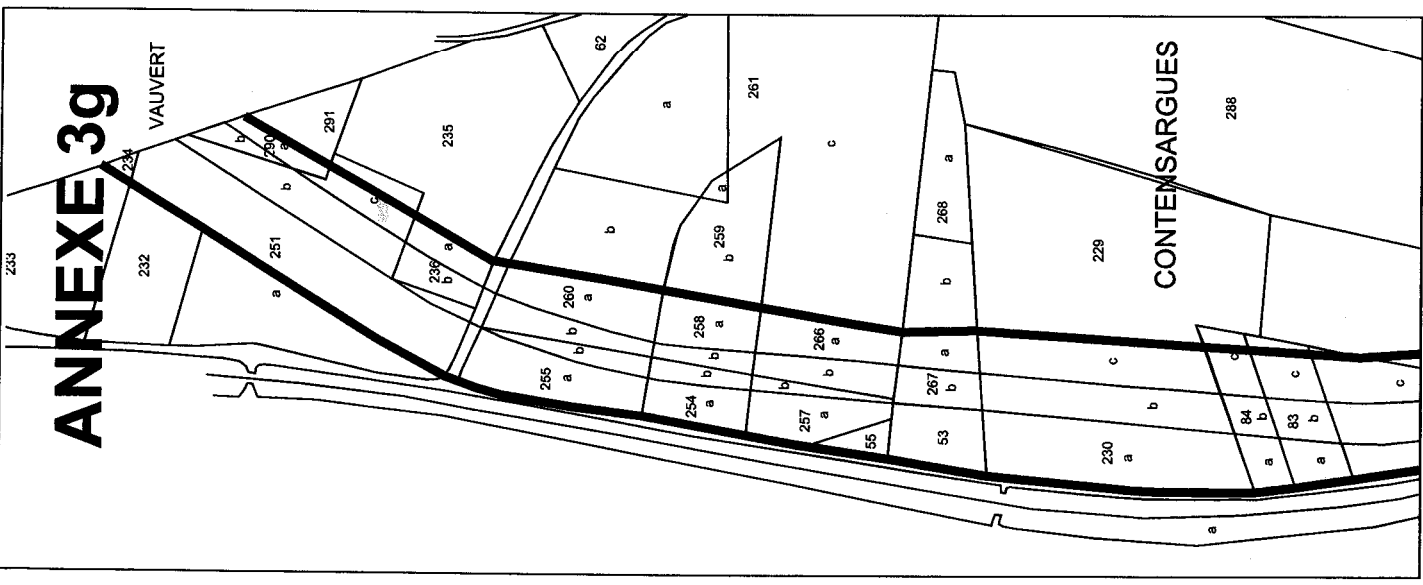 ANNEXE 3g
VAUVERT
CONTENSARGUES
233
234
232
251
a
b
290
b
a
291
c
235
62
236
a
b
a
261
c
b
259
a
b
260
a
b
b
255
a
258
a
b
b
254
a
266
a
b
b
257
a
55
268
a
b
267
a
b
53
229
288
230
a
b
c
84
a
b
c
83
a
b
c
c
a